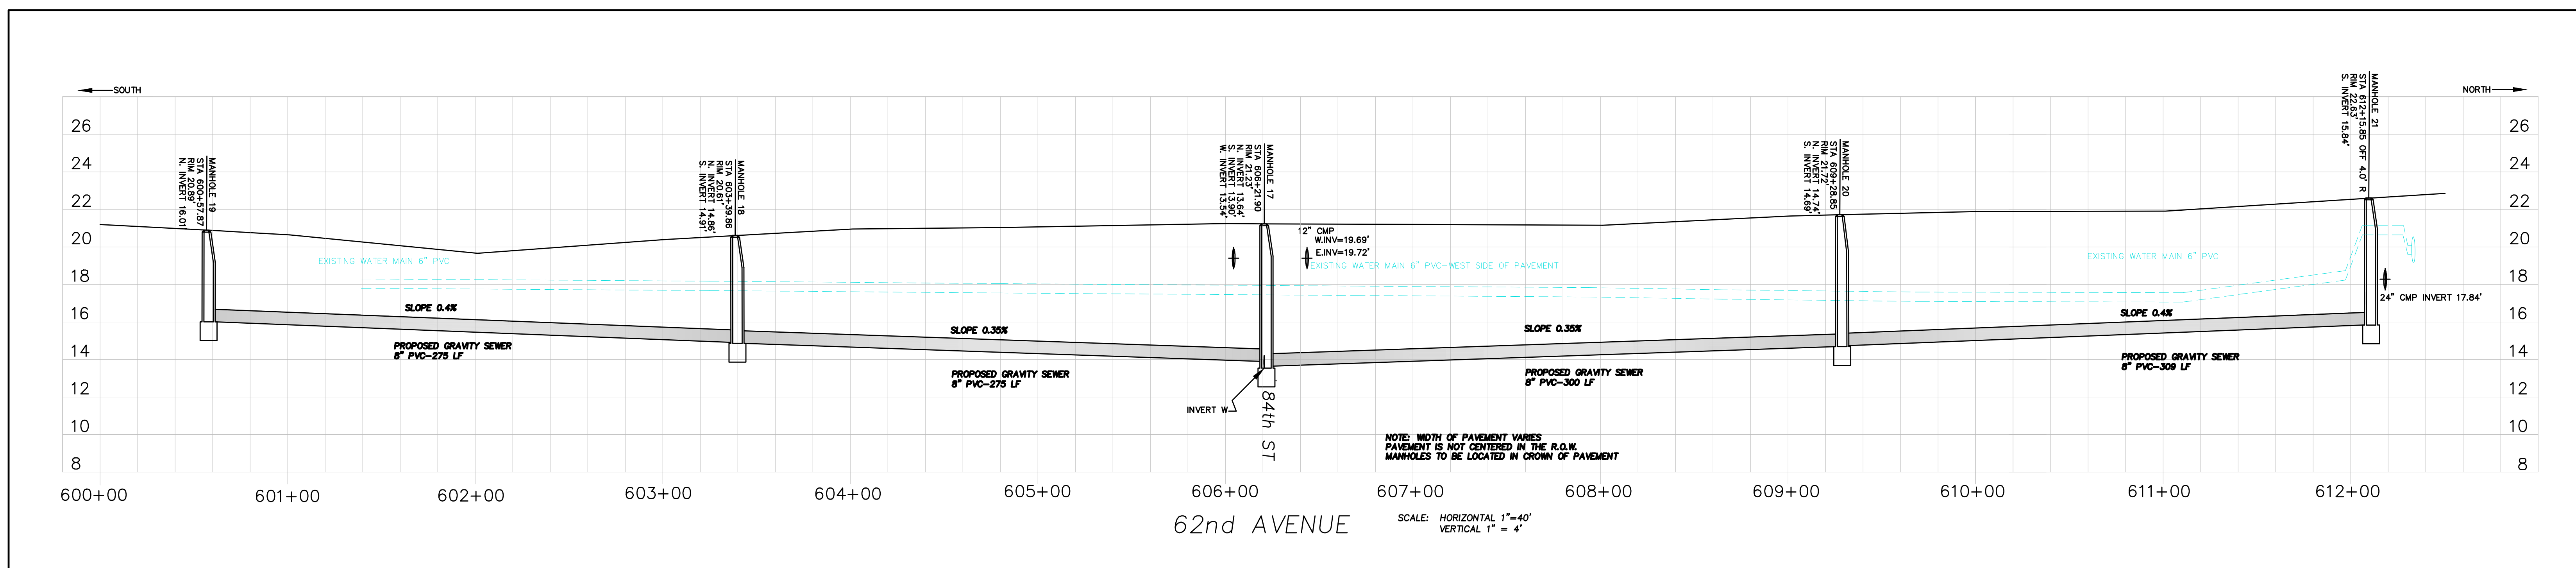 SOUTH
NORTH
MANHOLE 19
STA 600+57.87
RIM 20.89'
N. INVERT 16.01'
MANHOLE 18
STA 603+39.86
RIM 20.61'
N. INVERT 14.86'
S. INVERT 14.91'
MANHOLE 17
STA 606+21.90
RIM 21.23'
N. INVERT 13.64'
S. INVERT 13.90'
W. INVERT 13.54'
MANHOLE 20
STA 609+28.85
RIM 21.72'
N. INVERT 14.74'
S. INVERT 14.69'
MANHOLE 21
STA 612+15.85 OFF 4.0' R
RIM 22.63'
S. INVERT 15.84'
26
24
22
20
18
16
14
12
10
8
26
24
22
20
18
16
14
12
10
8
12" CMP
W.INV=19.69'
E.INV=19.72'
EXISTING WATER MAIN 6" PVC
EXISTING WATER MAIN 6" PVC-WEST SIDE OF PAVEMENT
EXISTING WATER MAIN 6" PVC
24" CMP INVERT 17.84'
SLOPE 0.4%
PROPOSED GRAVITY SEWER
8" PVC-275 LF
SLOPE 0.35%
PROPOSED GRAVITY SEWER
8" PVC-275 LF
SLOPE 0.35%
PROPOSED GRAVITY SEWER
8" PVC-300 LF
SLOPE 0.4%
PROPOSED GRAVITY SEWER
8" PVC-309 LF
INVERT W
84th ST
NOTE: WIDTH OF PAVEMENT VARIES
PAVEMENT IS NOT CENTERED IN THE R.O.W.
MANHOLES TO BE LOCATED IN CROWN OF PAVEMENT
600+00
601+00
602+00
603+00
604+00
605+00
606+00
607+00
608+00
609+00
610+00
611+00
612+00
62nd AVENUE
SCALE: HORIZONTAL 1"=40'
VERTICAL 1" = 4'